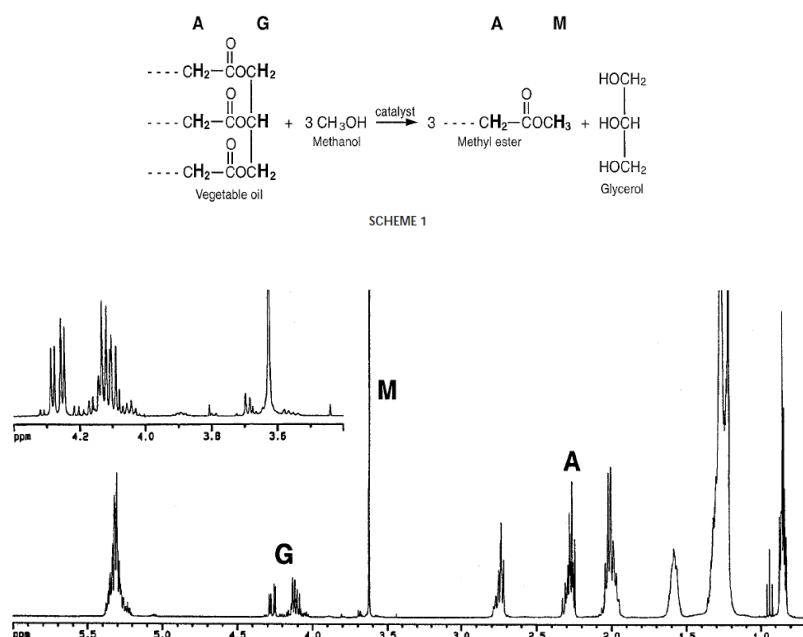 A G A M
O
CH2–COCH2 HOCH2
O O
CH2–COCH + 3 CH3OH catalyst 3 CH2–COCH3 + HOCH
Methanol Methyl ester
O
CH2–COCH2 HOCH2
Vegetable oil Glycerol
SCHEME 1
M
ppm 4.2 4.0 3.8 3.6
A
G
ppm 5.5 5.0 4.5 4.0 3.5 3.0 2.5 2.0 1.5 1.0